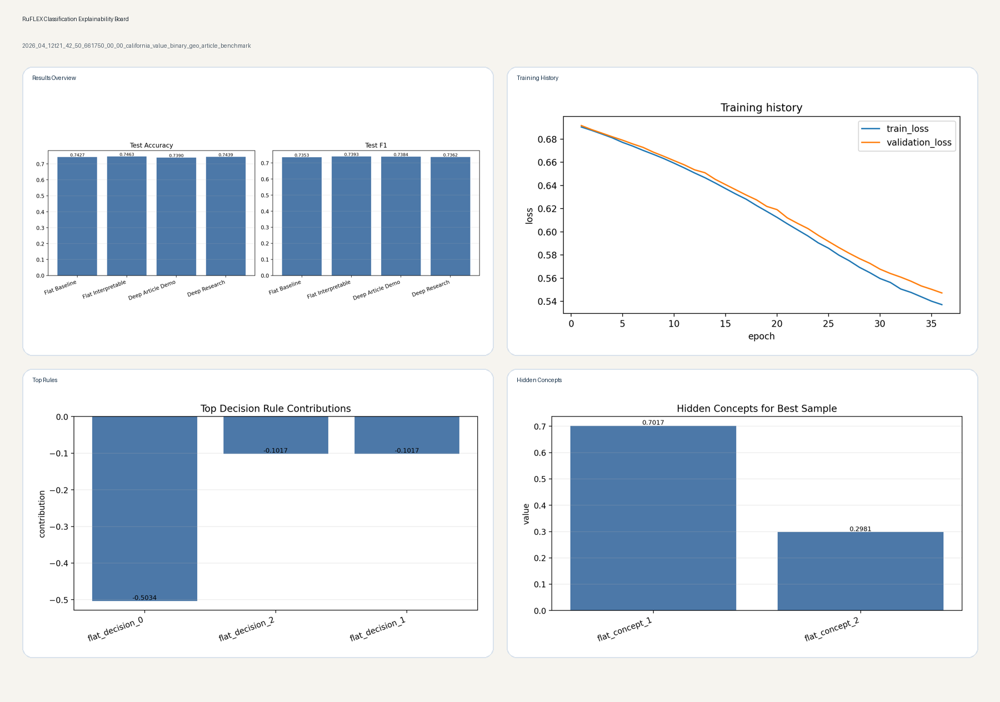 RuFLEX Classification Explainability Board
2026_04_12t21_42_50_661750_00_00_california_value_binary_geo_article_benchmark
Results Overview
Test Accuracy
0.7427 0.7463 0.7390 0.7439
0.7
0.6
0.5
0.4
0.3
0.2
0.1
0.0
Flat Baseline Flat Interpretable Deep Article Demo Deep Research
Test F1
0.7353 0.7393 0.7384 0.7362
0.7
0.6
0.5
0.4
0.3
0.2
0.1
0.0
Flat Baseline Flat Interpretable Deep Article Demo Deep Research
Training History
Training history
train_loss
validation_loss
0.68
0.66
0.64
0.62
0.60
0.58
0.56
0.54
loss
0 5 10 15 20 25 30 35
epoch
Top Rules
Top Decision Rule Contributions
0.0
−0.1
−0.2
−0.3
−0.4
−0.5
contribution
-0.5034 -0.1017 -0.1017
flat_decision_0 flat_decision_2 flat_decision_1
Hidden Concepts
Hidden Concepts for Best Sample
0.7
0.6
0.5
0.4
0.3
0.2
0.1
0.0
value
0.7017 0.2981
flat_concept_1 flat_concept_2